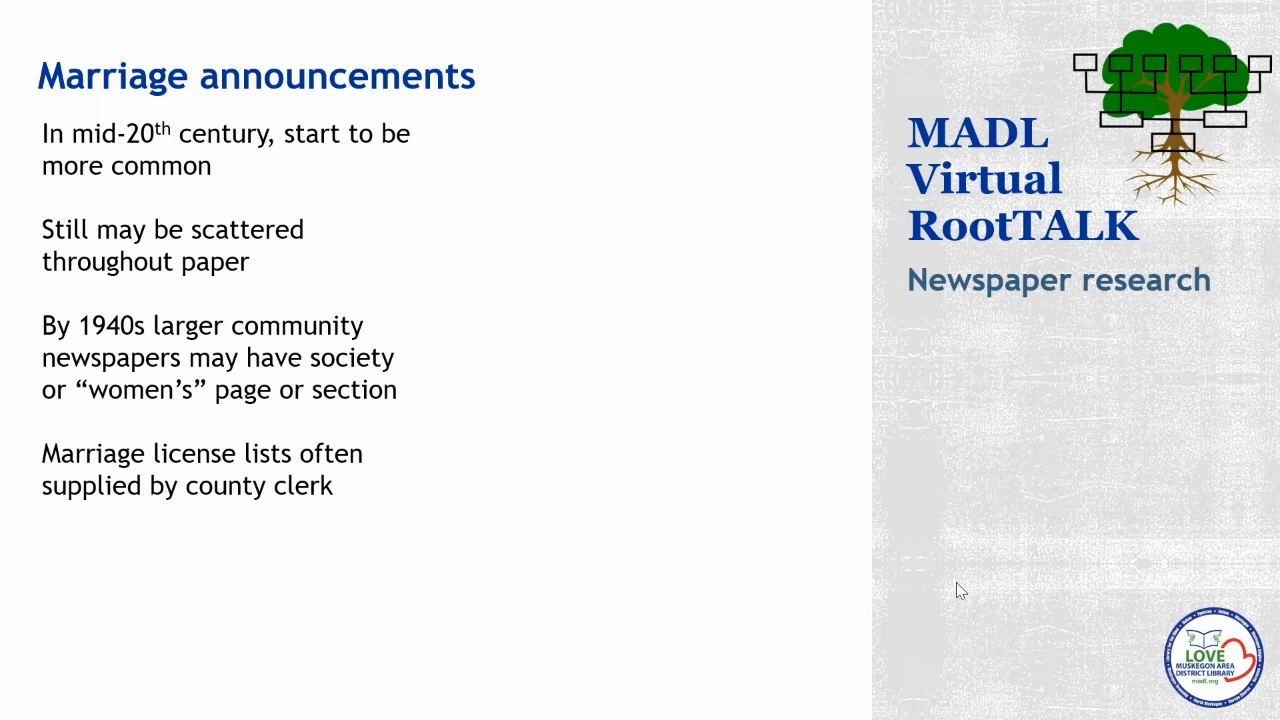 Marriage announcements
In mid-20th century, start to be
more common
Still may be scattered
throughout paper
By 1940s larger community
newspapers may have society
or “women’s” page or section
Marriage license lists often
supplied by county clerk
MADL
Virtual
RootTALK
Newspaper research
LOVE
MUSKEGON AREA
DISTRICT LIBRARY
madl.org